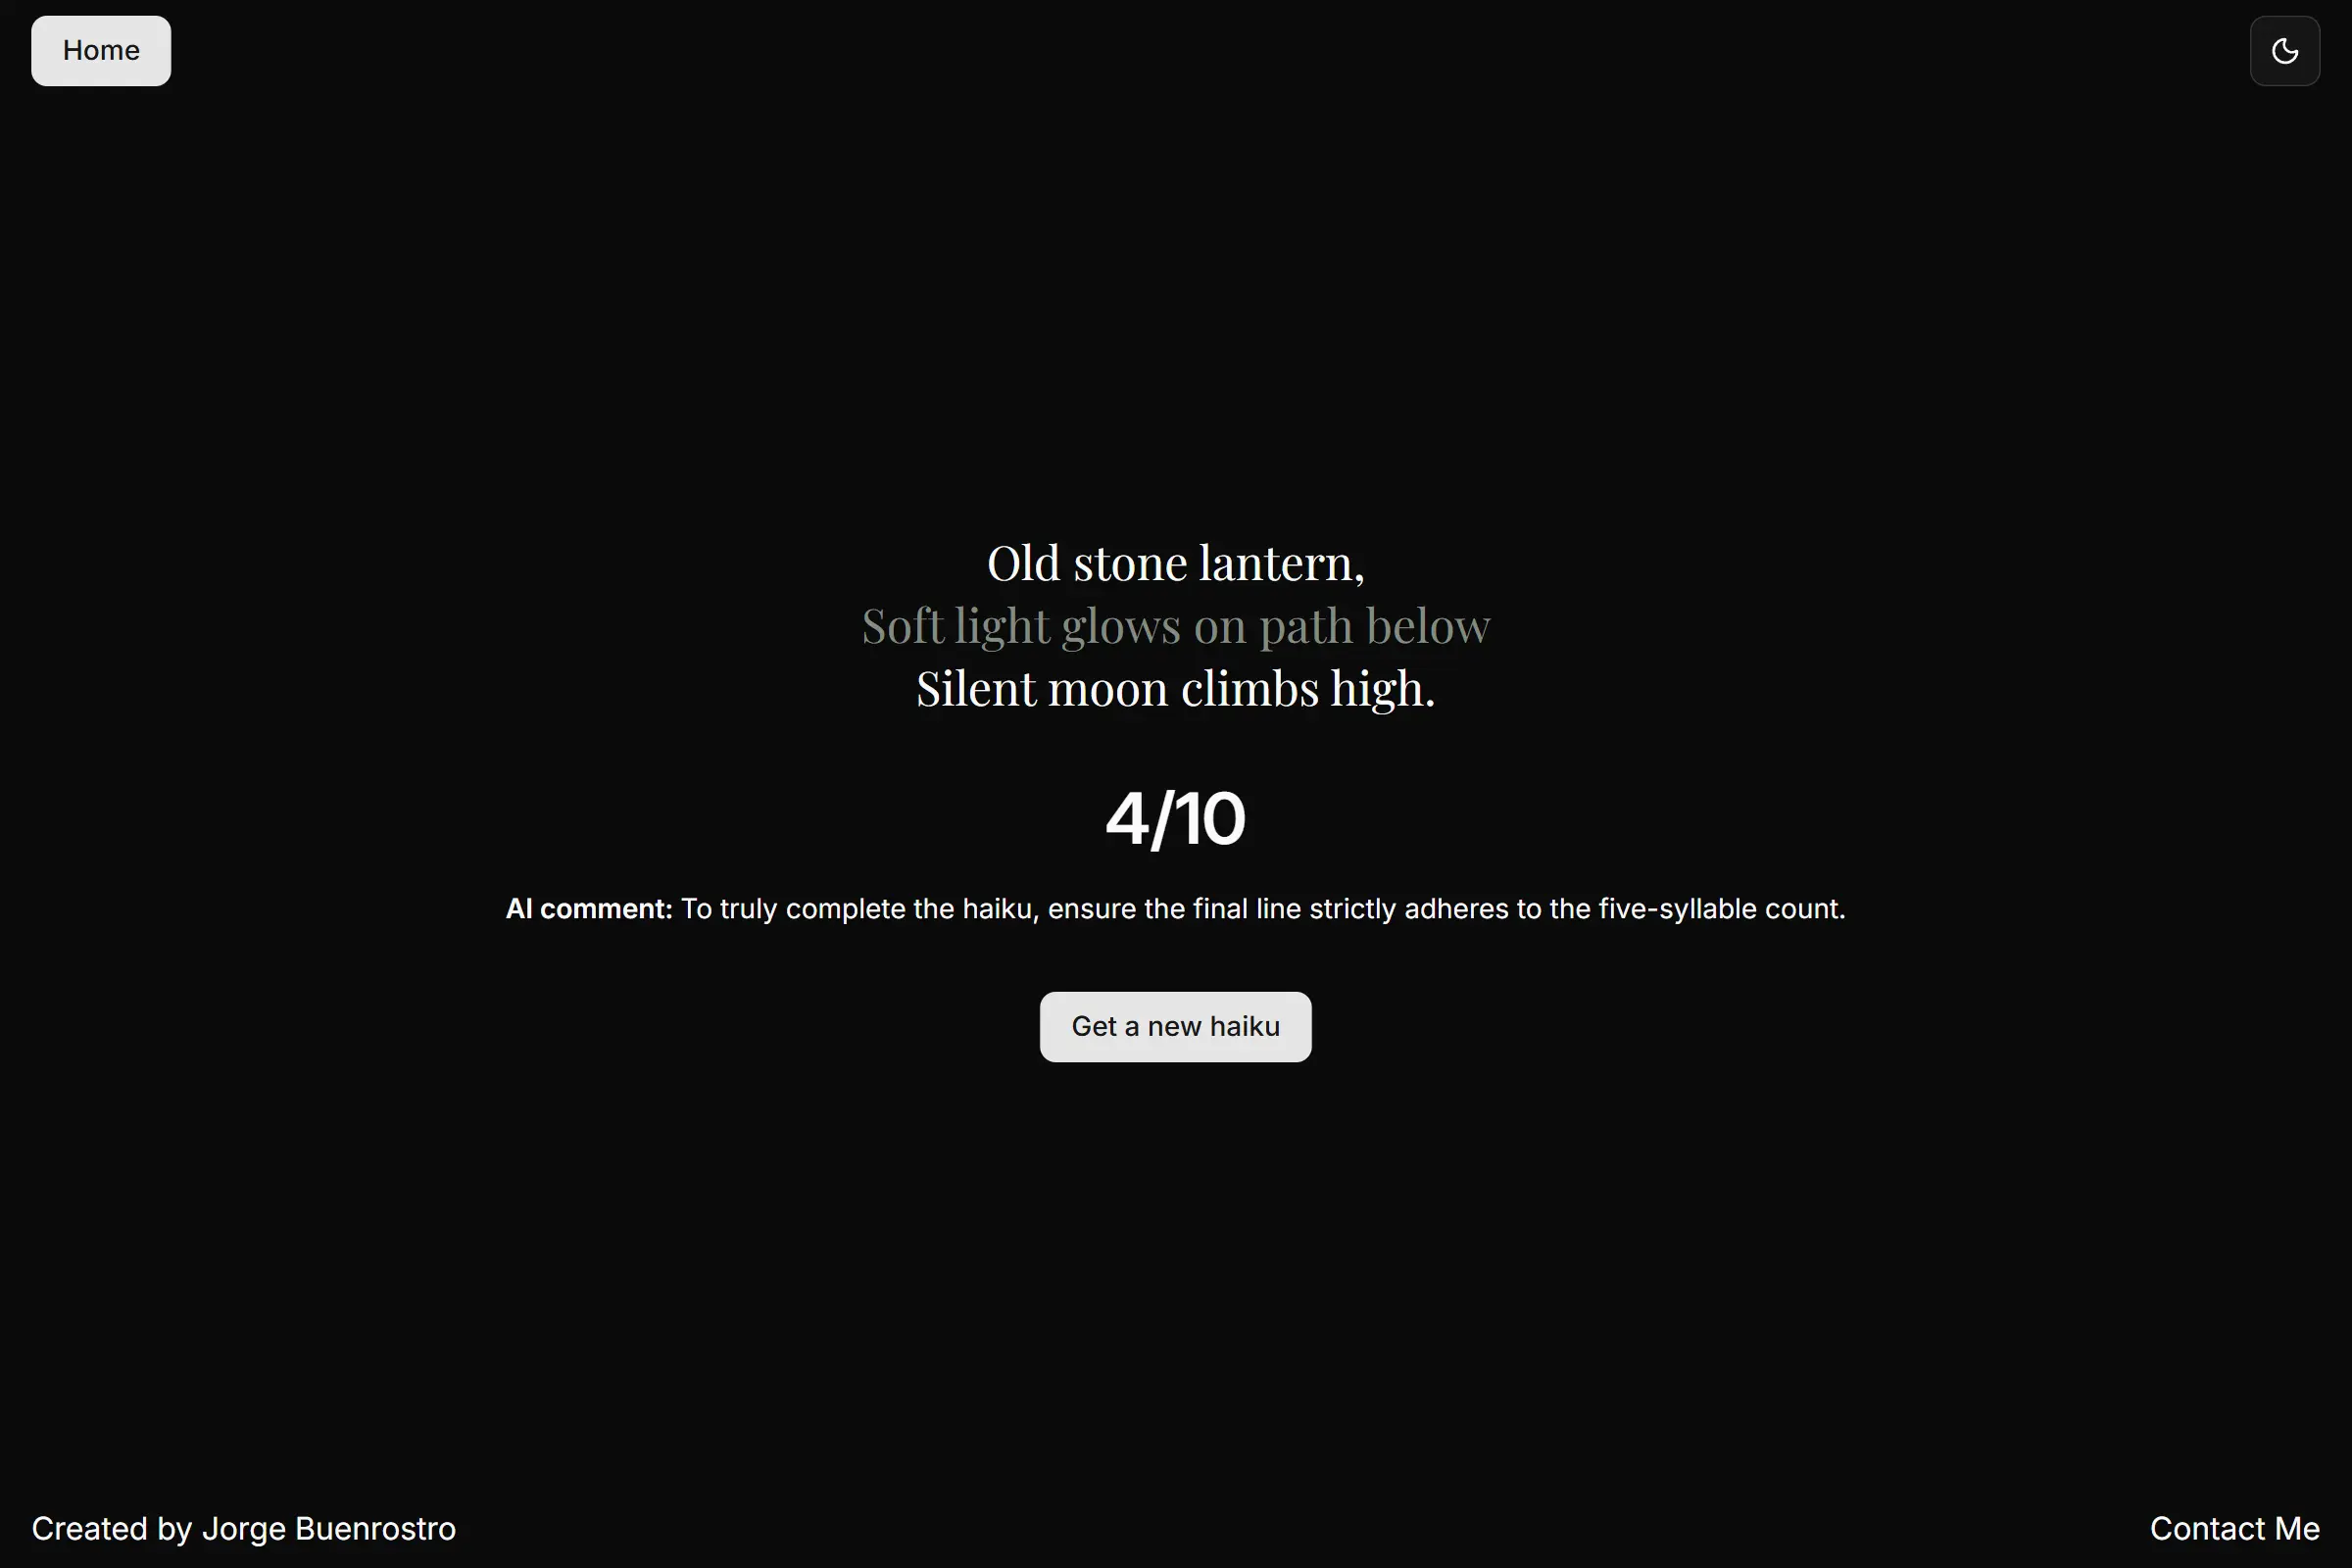 Home
Old stone lantern,
Soft light glows on path below
Silent moon climbs high.
4/10
AI comment: To truly complete the haiku, ensure the final line strictly adheres to the five-syllable count.
Get a new haiku
Created by Jorge Buenrostro
Contact Me